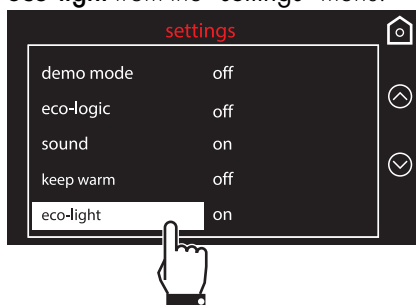 eco-light from the "settings" menu.
settings
demo mode off
eco-logic off
sound on
keep warm off
eco-light on